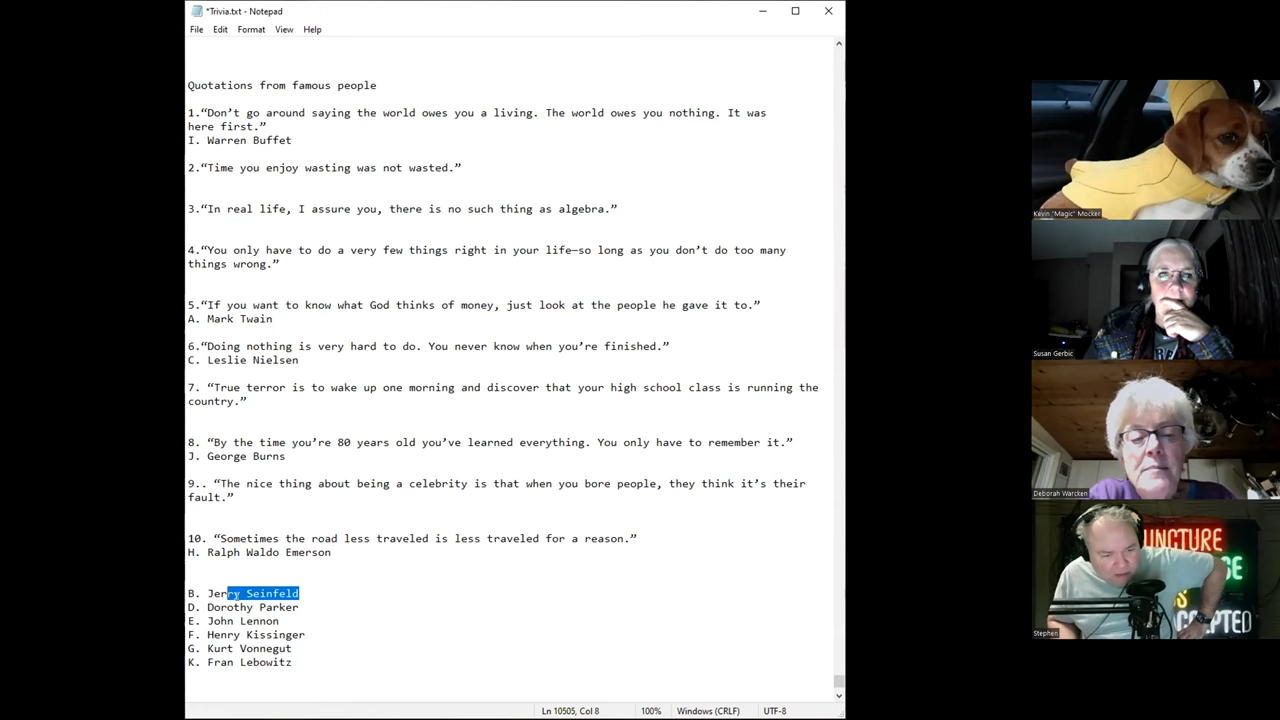 *Trivia.txt - Notepad
File Edit Format View Help
Quotations from famous people
1.“Don’t go around saying the world owes you a living. The world owes you nothing. It was
here first.”
I. Warren Buffet
2.“Time you enjoy wasting was not wasted.”
3.“In real life, I assure you, there is no such thing as algebra.”
4.“You only have to do a very few things right in your life—so long as you don’t do too many
things wrong.”
5.“If you want to know what God thinks of money, just look at the people he gave it to.”
A. Mark Twain
6.“Doing nothing is very hard to do. You never know when you’re finished.”
C. Leslie Nielsen
7. “True terror is to wake up one morning and discover that your high school class is running the
country.”
8. “By the time you’re 80 years old you’ve learned everything. You only have to remember it.”
J. George Burns
9.. “The nice thing about being a celebrity is that when you bore people, they think it’s their
fault.”
10. “Sometimes the road less traveled is less traveled for a reason.”
H. Ralph Waldo Emerson
B. Jerry Seinfeld
D. Dorothy Parker
E. John Lennon
F. Henry Kissinger
G. Kurt Vonnegut
K. Fran Lebowitz
Ln 10505, Col 8 100% Windows (CRLF) UTF-8
Kevin "Magic" Mocker
Susan Gerbic
Deborah Warcken
Stephen